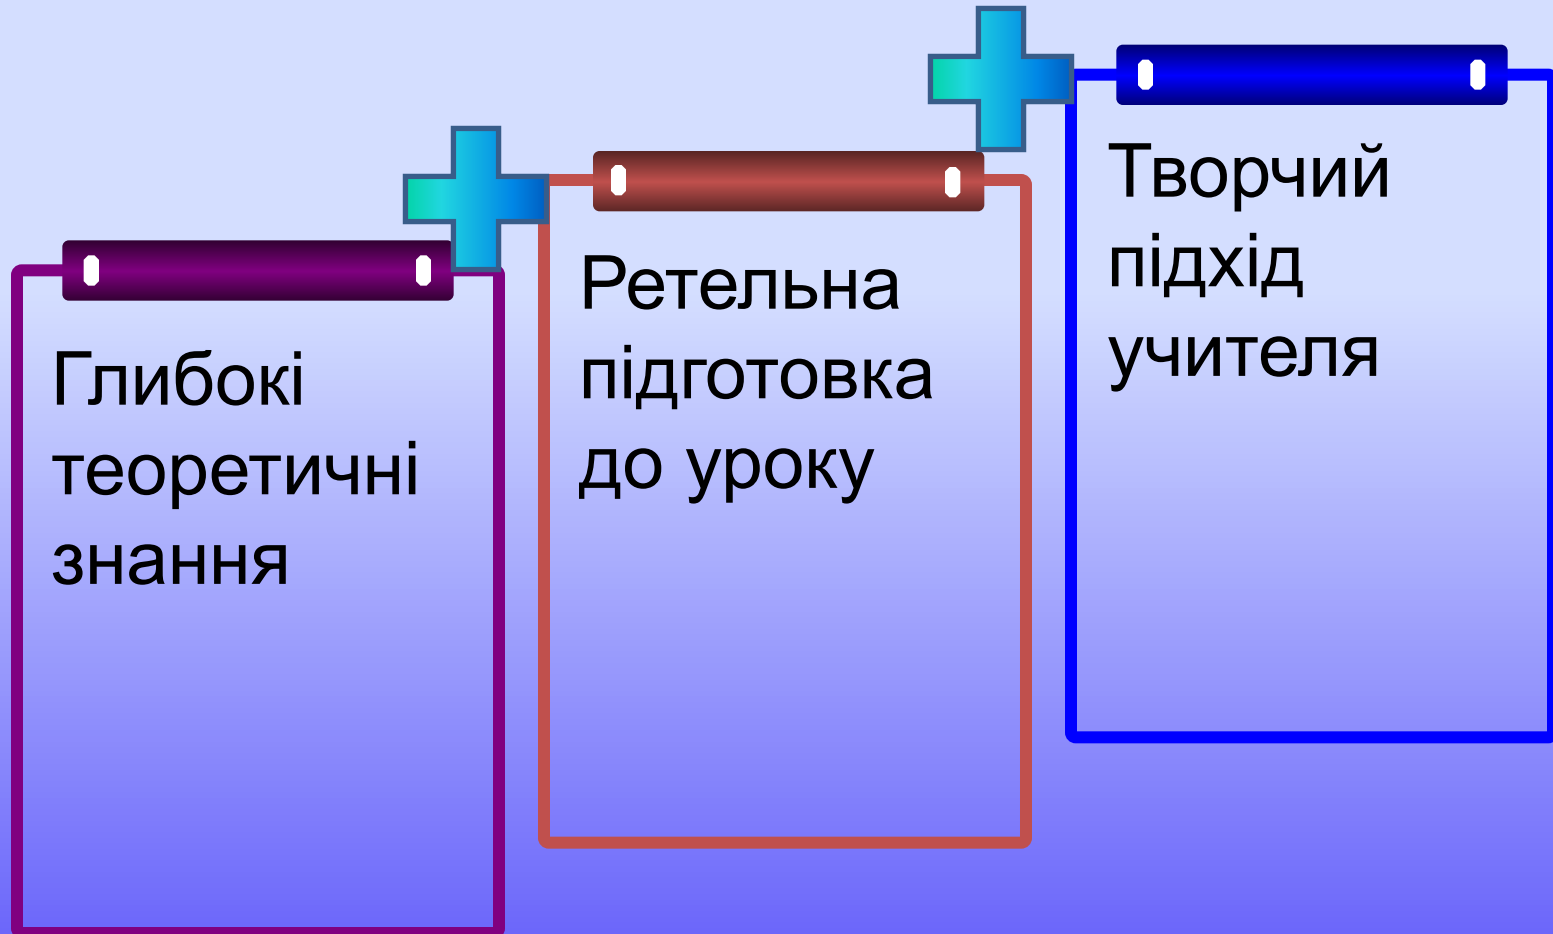 Глибокі
теоретичні
знання
Ретельна
підготовка
до уроку
Творчий
підхід
учителя